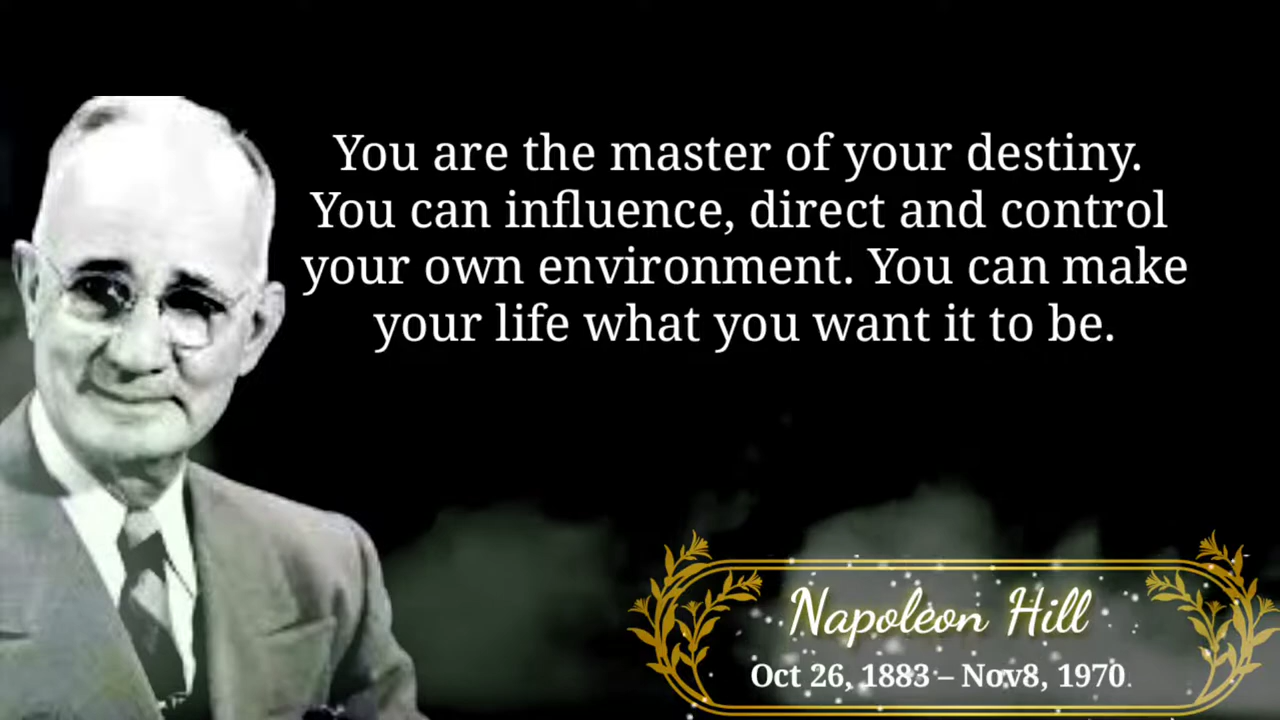 You are the master of your destiny.
You can influence, direct and control
your own environment. You can make
your life what you want it to be.
Napoleon Hill
Oct 26, 1883 – Nov8, 1970.